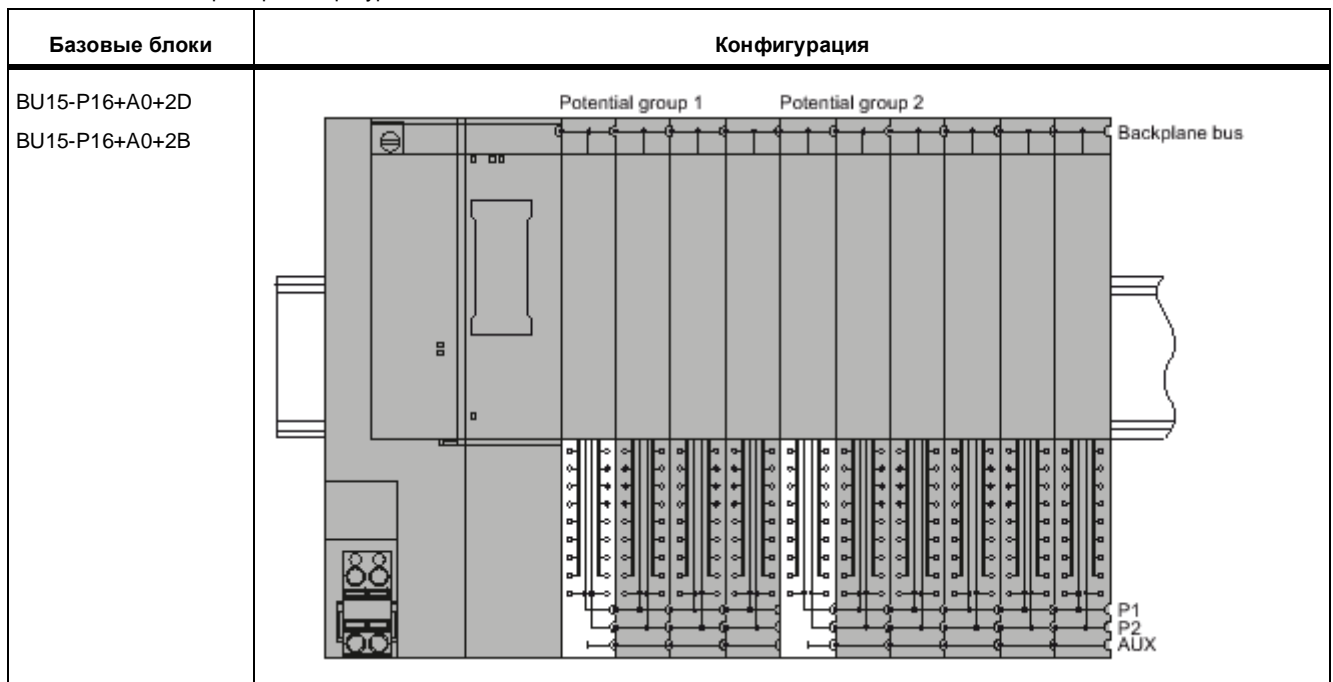 Базовые блоки
Конфигурация
BU15-P16+A0+2D
BU15-P16+A0+2B
Potential group 1
Potential group 2
Backplane bus
P1
P2
AUX